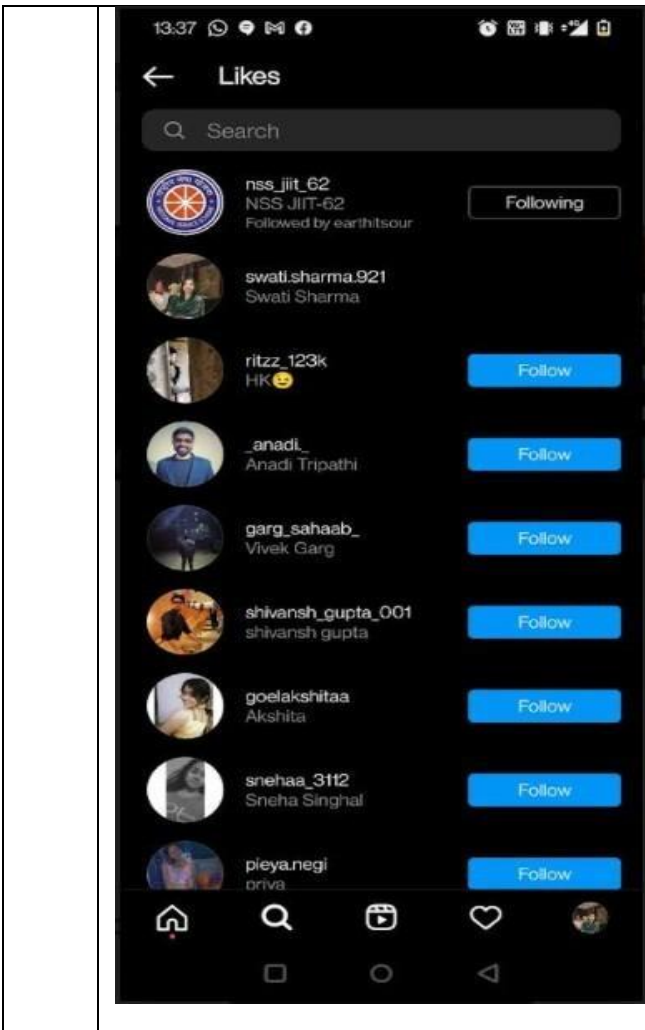 13:37
Likes
Search
nss_jiit_62
NSS JIIT-62
Following
Followed by earthitsour
swati.sharma.921
Swati Sharma
ritzz_123k
HK😉
Follow
_anadi._
Anadi Tripathi
Follow
garg_sahaab_
Vivek Garg
Follow
shivansh_gupta_001
shivansh gupta
Follow
goelakshitaa
Akshita
Follow
snehaa_3112
Sneha Singhal
Follow
pieya.negi
priya
Follow